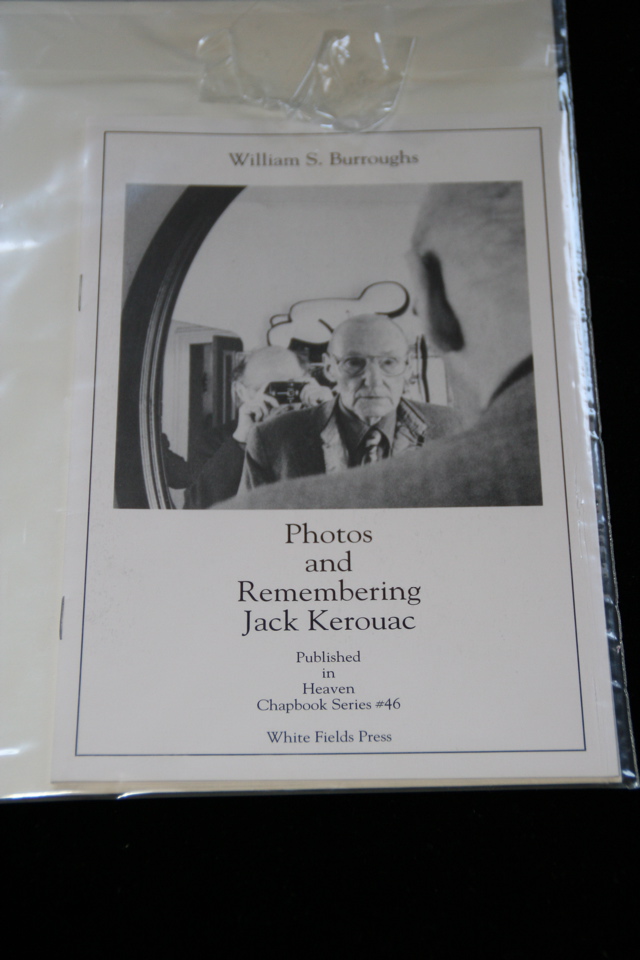 William S. Burroughs
Photos
and
Remembering
Jack Kerouac
Published
in
Heaven
Chapbook Series #46
White Fields Press